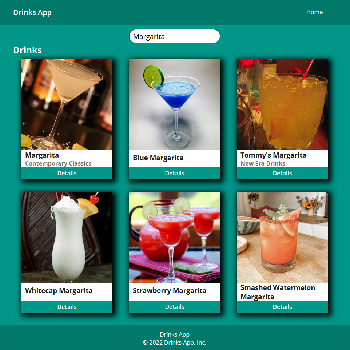 Drinks App
Home
Margarita
Drinks
Margarita
Contemporary Classics
Details
Blue Margarita
Details
Tommy's Margarita
New Era Drinks
Details
Whitecap Margarita
Details
Strawberry Margarita
Details
Smashed Watermelon
Margarita
Details
Drinks App
© 2022 Drinks App, Inc.